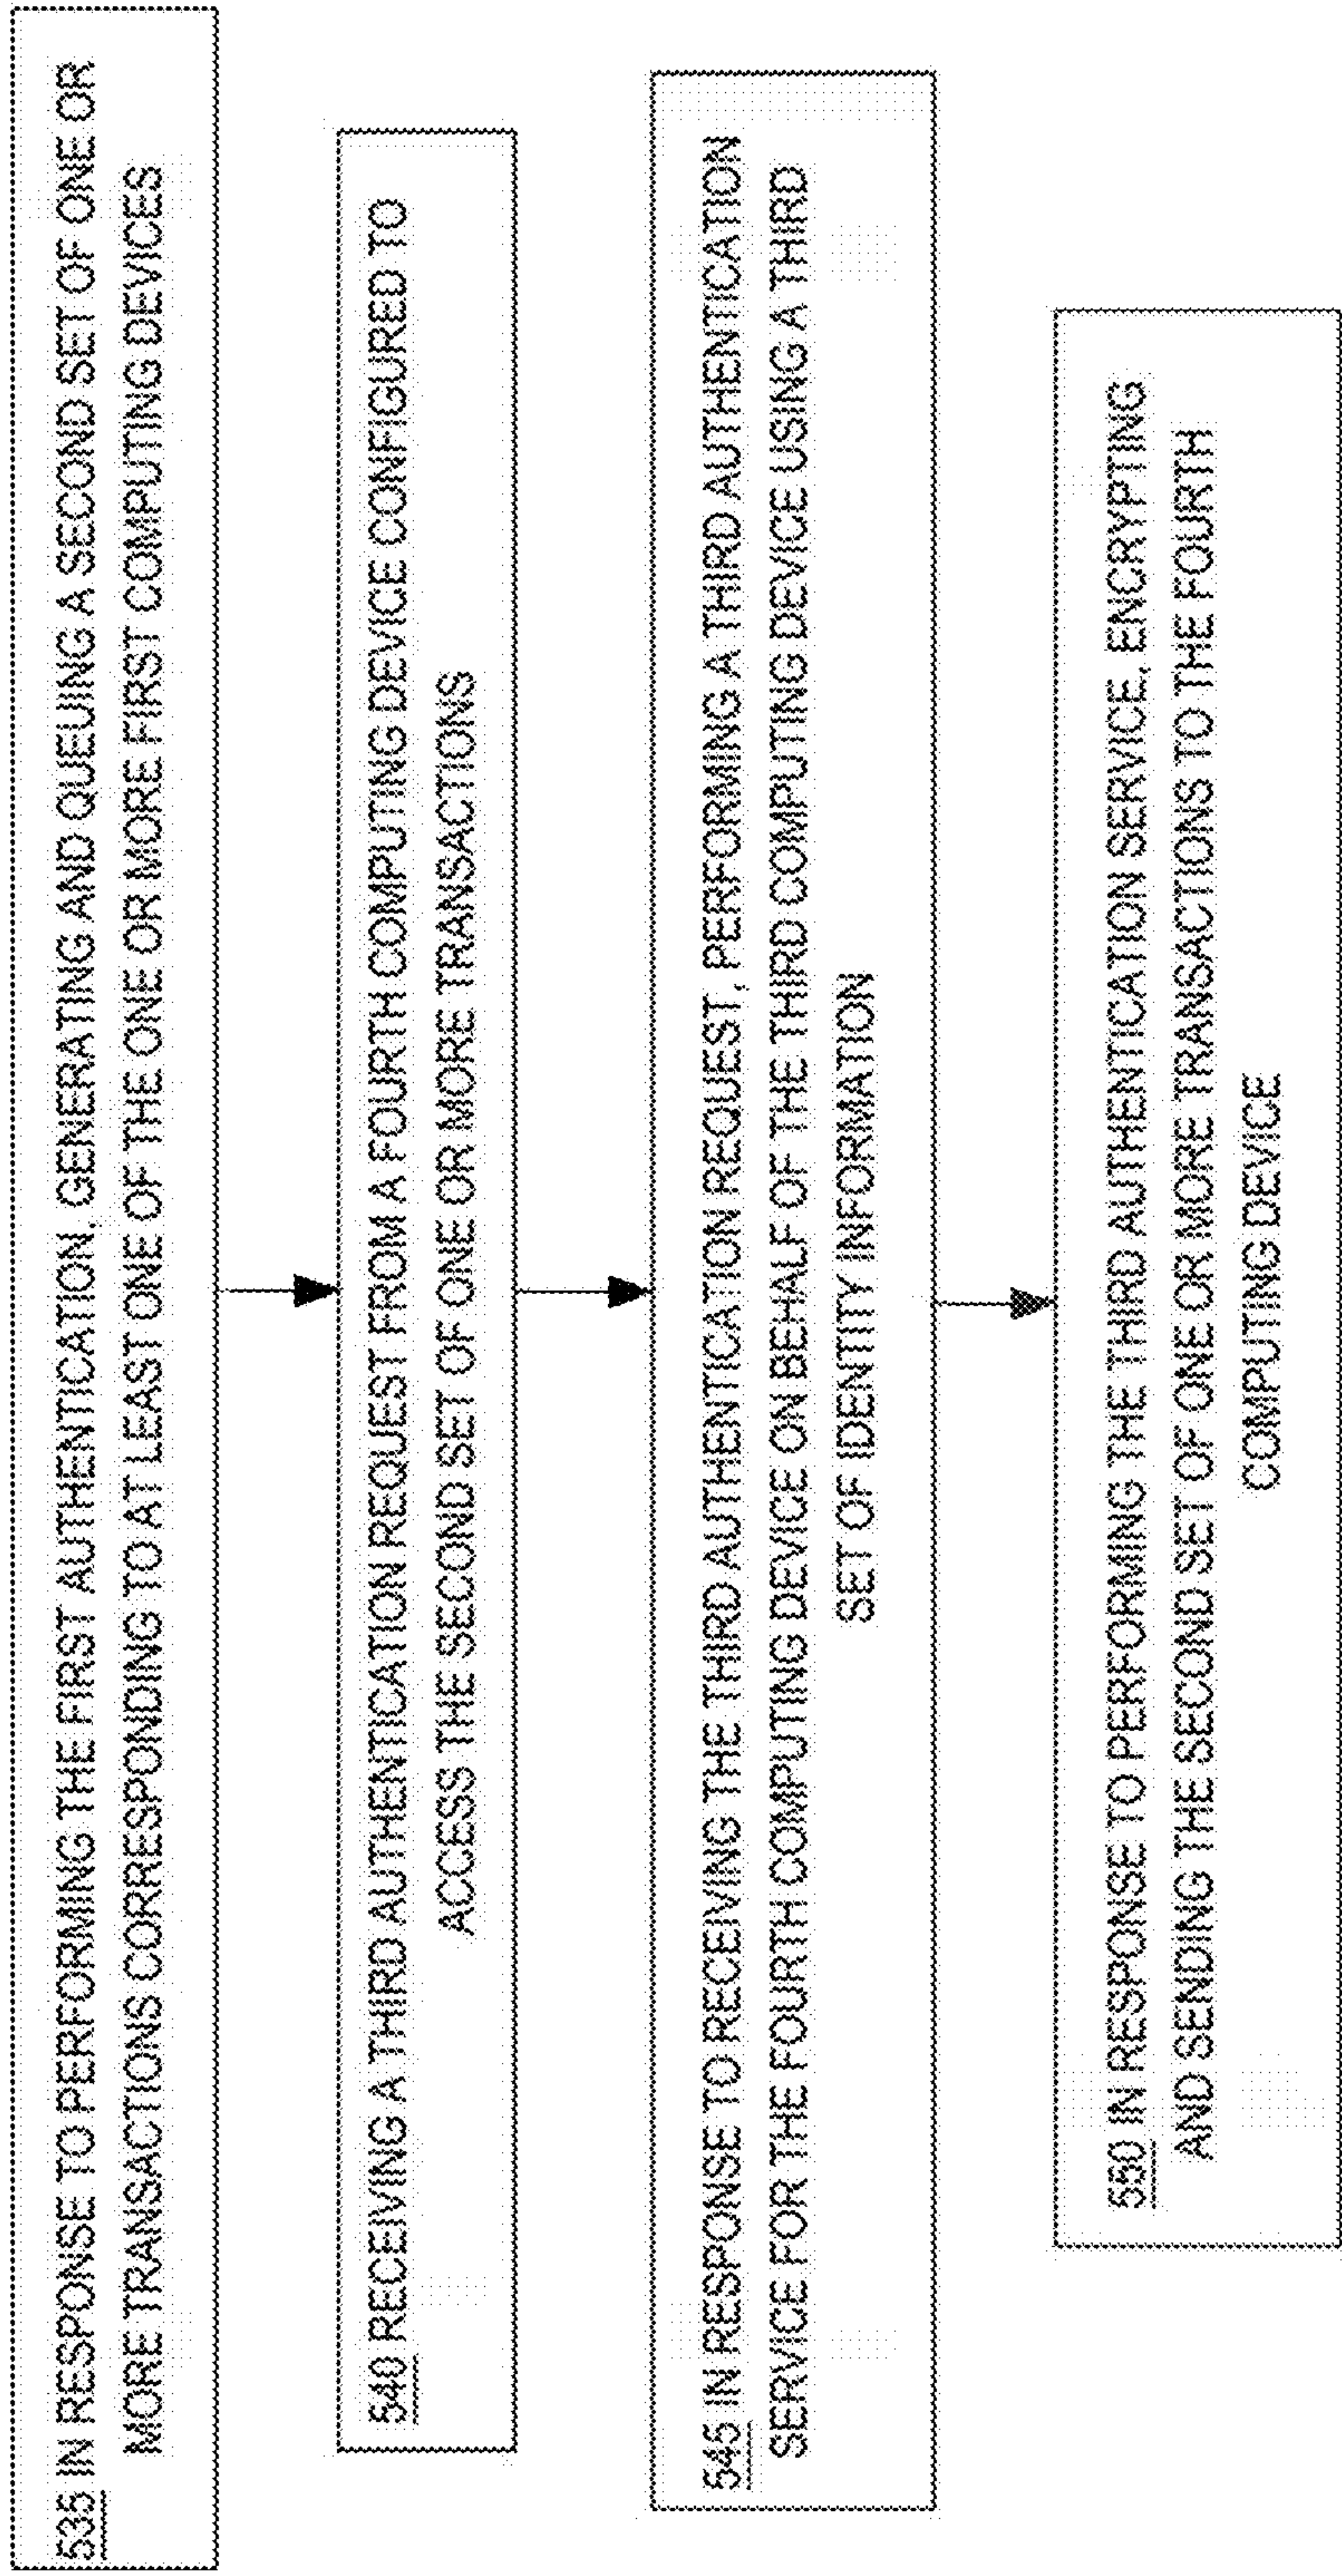 535 IN RESPONSE TO PERFORMING THE FIRST AUTHENTICATION, GENERATING AND QUEUING A SECOND SET OF ONE OR
MORE TRANSACTIONS CORRESPONDING TO AT LEAST ONE OF THE ONE OR MORE FIRST COMPUTING DEVICES
540 RECEIVING A THIRD AUTHENTICATION REQUEST FROM A FOURTH COMPUTING DEVICE CONFIGURED TO
ACCESS THE SECOND SET OF ONE OR MORE TRANSACTIONS
545 IN RESPONSE TO RECEIVING THE THIRD AUTHENTICATION REQUEST, PERFORMING A THIRD AUTHENTICATION
SERVICE FOR THE FOURTH COMPUTING DEVICE ON BEHALF OF THE THIRD COMPUTING DEVICE USING A THIRD
SET OF IDENTITY INFORMATION
550 IN RESPONSE TO PERFORMING THE THIRD AUTHENTICATION SERVICE, ENCRYPTING
AND SENDING THE SECOND SET OF ONE OR MORE TRANSACTIONS TO THE FOURTH
COMPUTING DEVICE